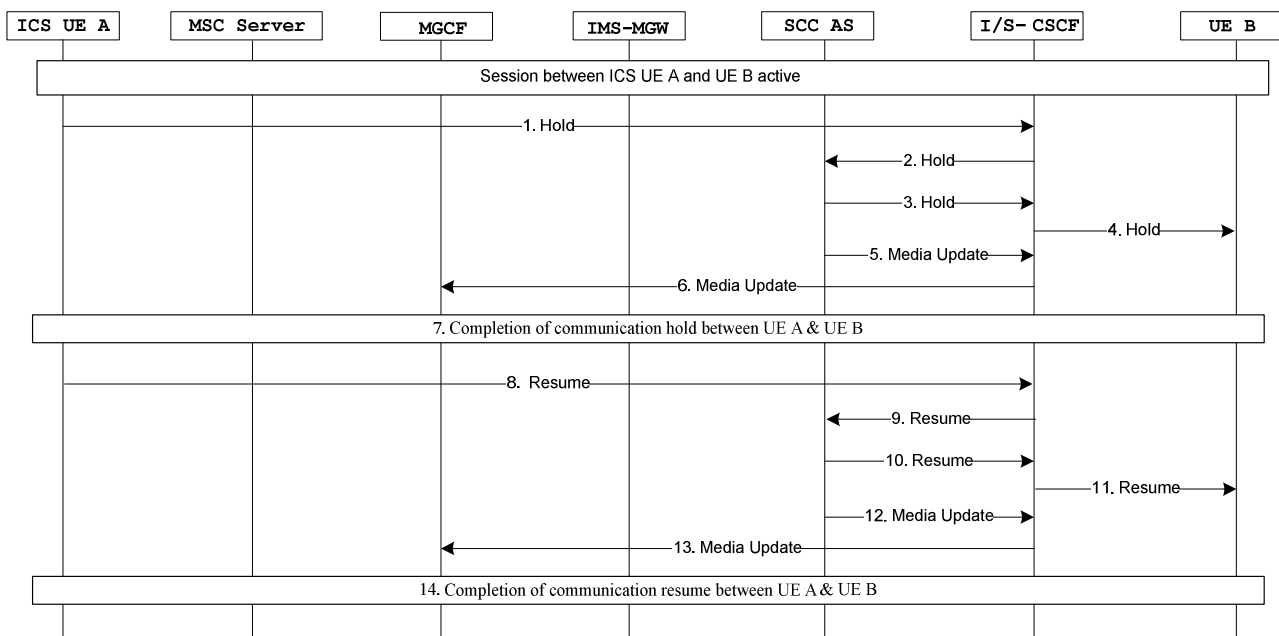 ICS UE A
MSC Server
MGCF
IMS-MGW
SCC AS
I/S- CSCF
UE B
Session between ICS UE A and UE B active
1. Hold
2. Hold
3. Hold
4. Hold
5. Media Update
6. Media Update
7. Completion of communication hold between UE A & UE B
8. Resume
9. Resume
10. Resume
11. Resume
12. Media Update
13. Media Update
14. Completion of communication resume between UE A & UE B